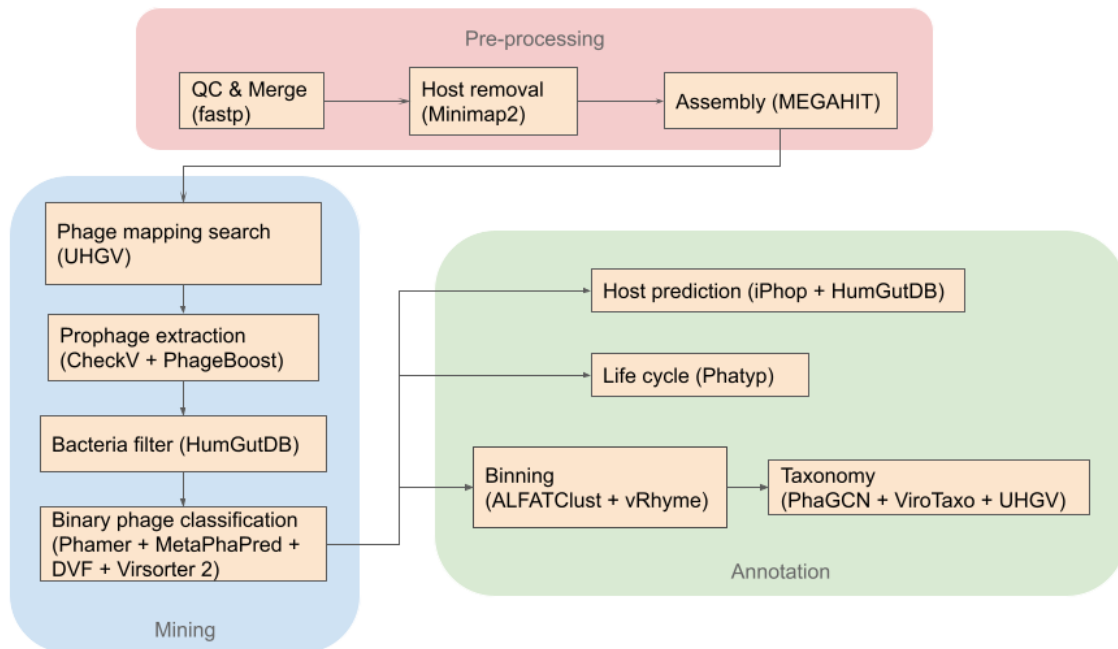 Pre-processing
QC & Merge
(fastp)
Host removal
(Minimap2)
Assembly (MEGAHIT)
Phage mapping search
(UHGV)
Prophage extraction
(CheckV + PhageBoost)
Bacteria filter (HumGutDB)
Binary phage classification
(Phamer + MetaPhaPred +
DVF + Virsorter 2)
Mining
Host prediction (iPhop + HumGutDB)
Life cycle (Phatyp)
Binning
(ALFATClust + vRhyme)
Taxonomy
(PhaGCN + ViroTaxo + UHGV)
Annotation